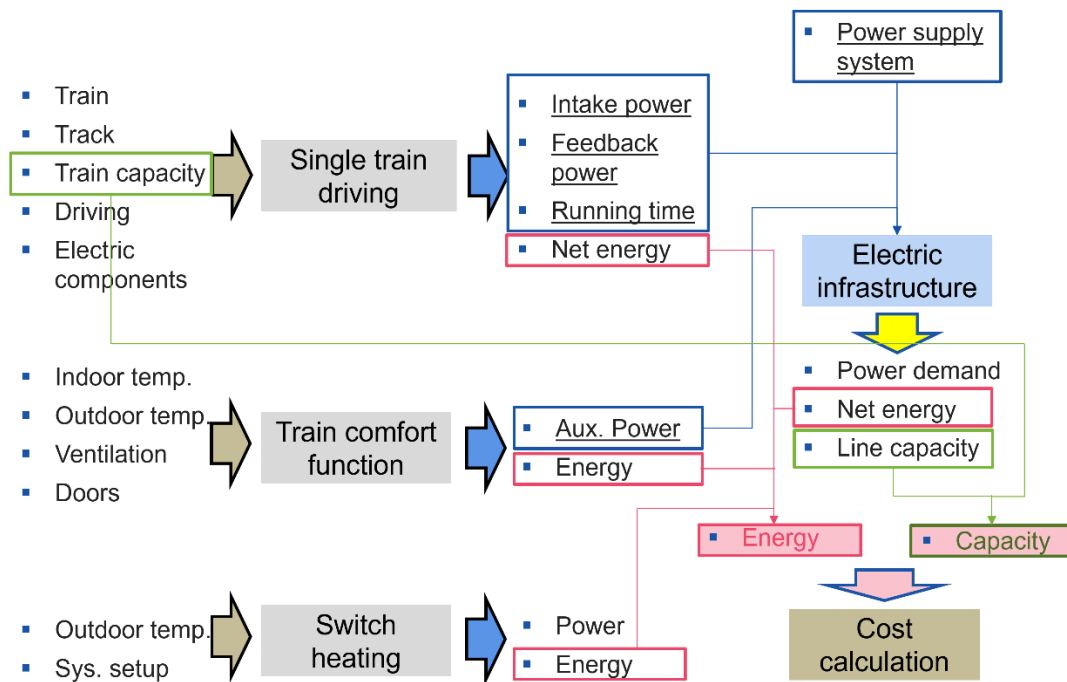 Power supply
system
Train
Track
Train capacity
Driving
Electric
components
Single train
driving
Intake power
Feedback
power
Running time
Net energy
Electric
infrastructure
Indoor temp.
Outdoor temp.
Ventilation
Doors
Train comfort
function
Aux. Power
Energy
Power demand
Net energy
Line capacity
Energy
Capacity
Outdoor temp.
Sys. setup
Switch
heating
Power
Energy
Cost
calculation